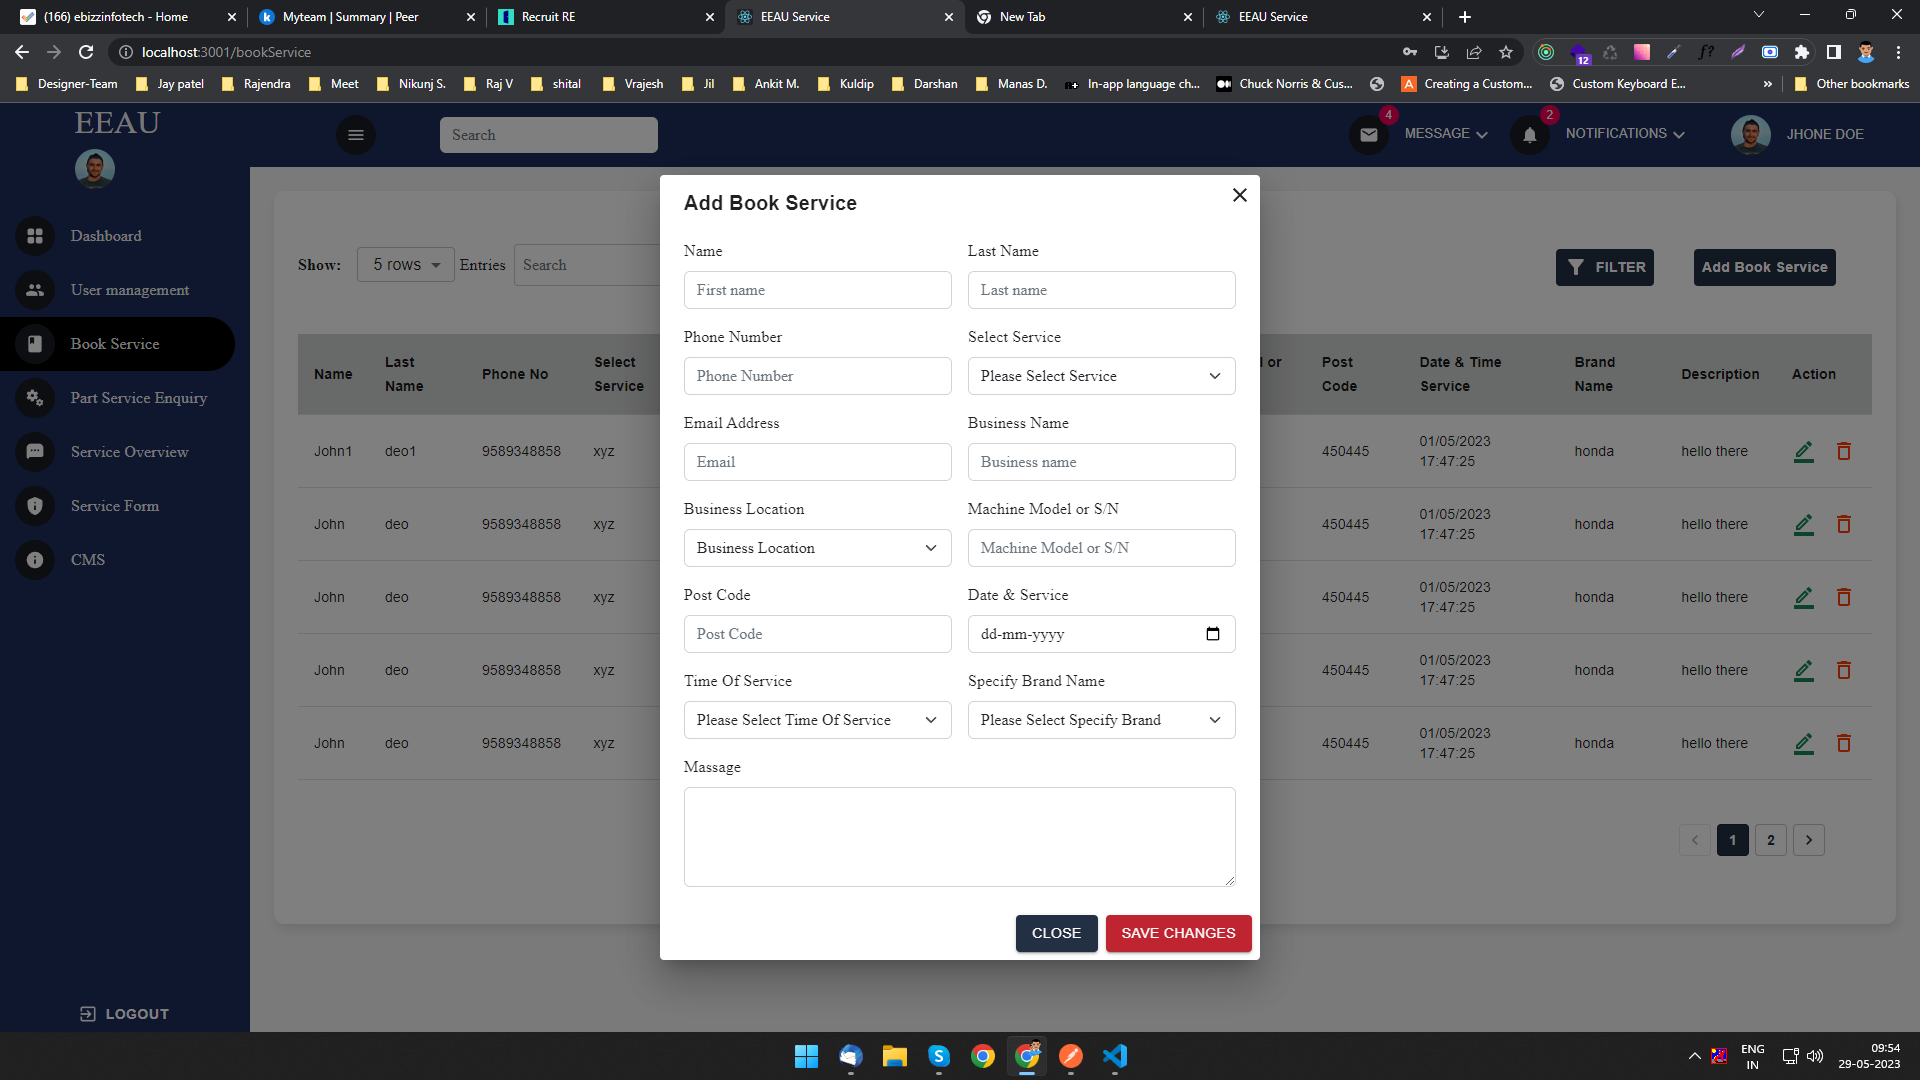 (166) ebizzinfotech - Home
Myteam | Summary | Peer
Recruit RE
EEAU Service
New Tab
EEAU Service
localhost:3001/bookService
12
f?
Designer-Team
Jay patel
Rajendra
Meet
Nikunj S.
Raj V
shital
Vrajesh
Jil
Ankit M.
Kuldip
Darshan
Manas D.
In-app language ch...
Chuck Norris & Cus...
Creating a Custom...
Custom Keyboard E...
»
Other bookmarks
EEAU
Search
4
MESSAGE
2
NOTIFICATIONS
JHONE DOE
Dashboard
User management
Book Service
Part Service Enquiry
Service Overview
Service Form
CMS
LOGOUT
Show:
5 rows
Entries
Search
FILTER
Add Book Service
Name
Last Name
Phone No
Select Service
l or
Post Code
Date & Time Service
Brand Name
Description
Action
John1 deo1 9589348858 xyz 450445 01/05/2023 17:47:25 honda hello there
John deo 9589348858 xyz 450445 01/05/2023 17:47:25 honda hello there
John deo 9589348858 xyz 450445 01/05/2023 17:47:25 honda hello there
John deo 9589348858 xyz 450445 01/05/2023 17:47:25 honda hello there
John deo 9589348858 xyz 450445 01/05/2023 17:47:25 honda hello there
1
2
Add Book Service
Name
First name
Last Name
Last name
Phone Number
Phone Number
Select Service
Please Select Service
Email Address
Email
Business Name
Business name
Business Location
Business Location
Machine Model or S/N
Machine Model or S/N
Post Code
Post Code
Date & Service
dd-mm-yyyy
Time Of Service
Please Select Time Of Service
Specify Brand Name
Please Select Specify Brand
Massage
CLOSE
SAVE CHANGES
ENG
IN
09:54
29-05-2023